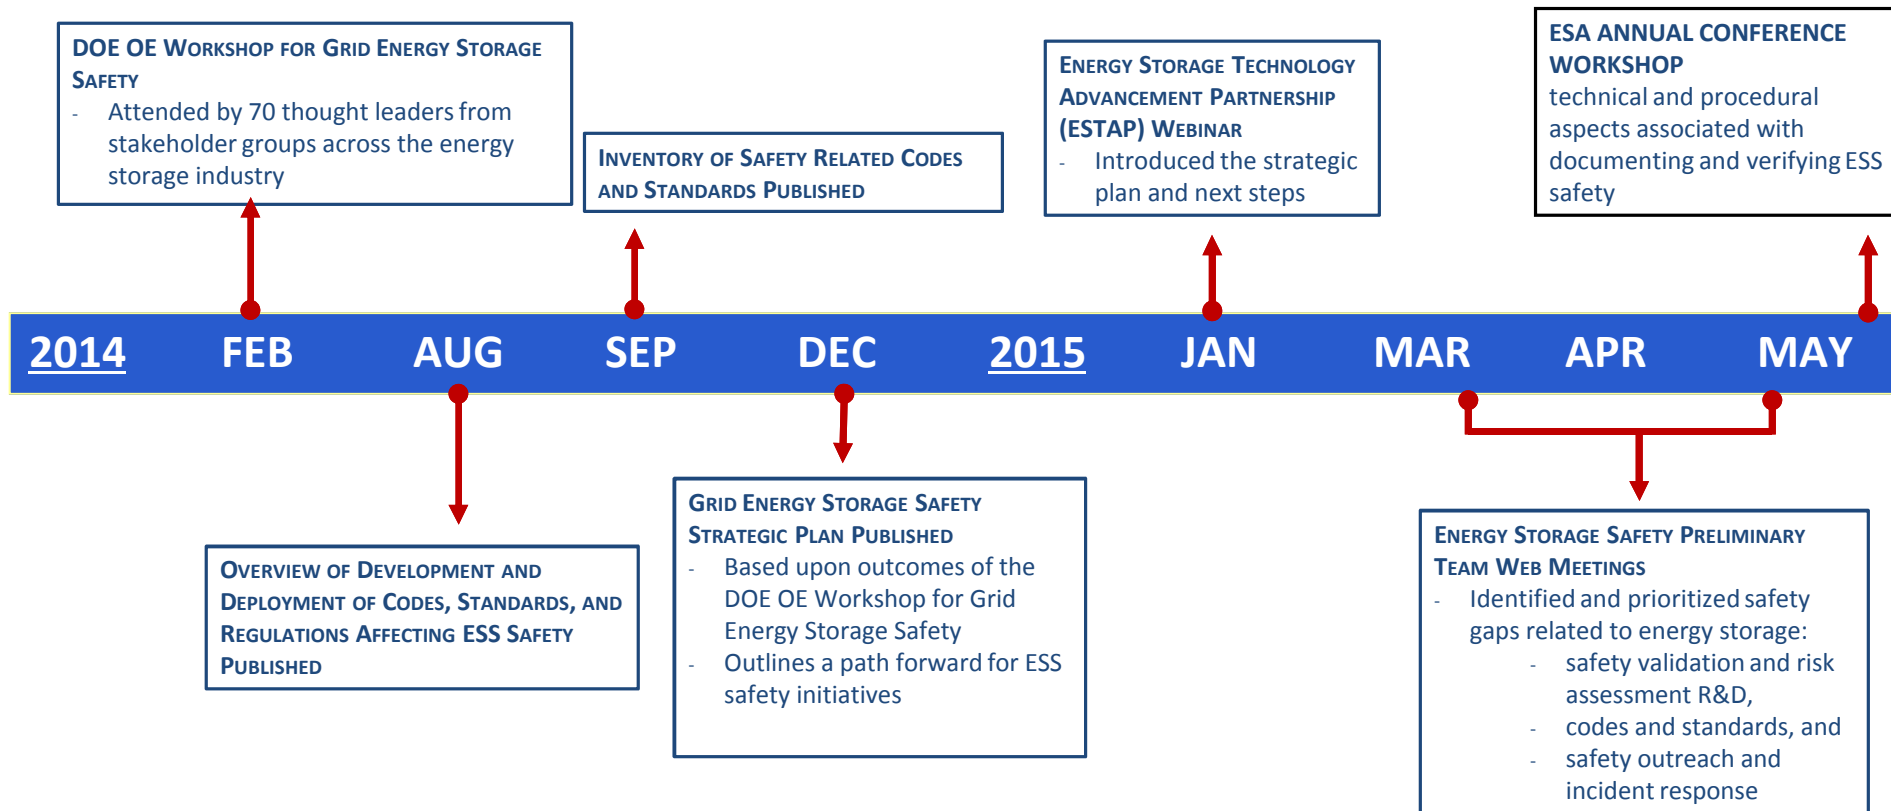 DOE OE Workshop for Grid Energy Storage
Safety
- Attended by 70 thought leaders from
stakeholder groups across the energy
storage industry
Inventory of Safety Related Codes
and Standards Published
Energy Storage Technology
Advancement Partnership
(ESTAP) Webinar
- Introduced the strategic
plan and next steps
ESA ANNUAL CONFERENCE
WORKSHOP
technical and procedural
aspects associated with
documenting and verifying ESS
safety
2014 FEB AUG SEP DEC 2015 JAN MAR APR MAY
Overview of Development and
Deployment of Codes, Standards, and
Regulations Affecting ESS Safety
Published
Grid Energy Storage Safety
Strategic Plan Published
- Based upon outcomes of the
DOE OE Workshop for Grid
Energy Storage Safety
- Outlines a path forward for ESS
safety initiatives
Energy Storage Safety Preliminary
Team Web Meetings
- Identified and prioritized safety
gaps related to energy storage:
- safety validation and risk
assessment R&D,
- codes and standards, and
- safety outreach and
incident response